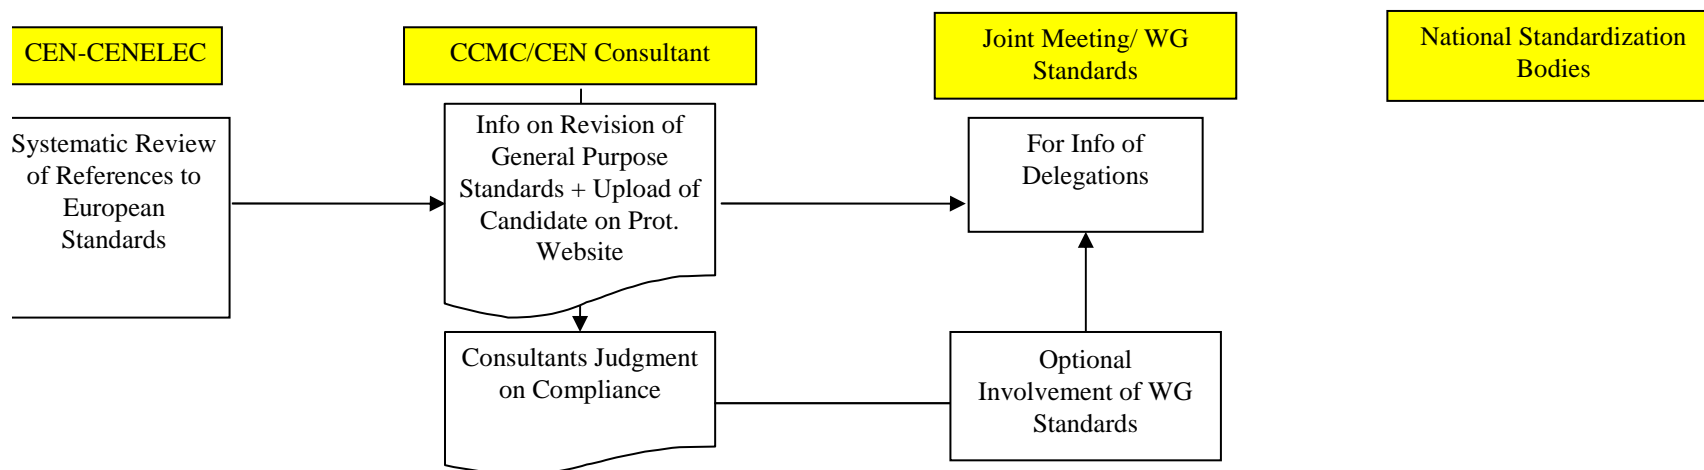 CEN-CENELEC
CCMC/CEN Consultant
Joint Meeting/ WG
Standards
National Standardization
Bodies
Systematic Review
of References to
European
Standards
Info on Revision of
General Purpose
Standards + Upload of
Candidate on Prot.
Website
For Info of
Delegations
Consultants Judgment
on Compliance
Optional
Involvement of WG
Standards